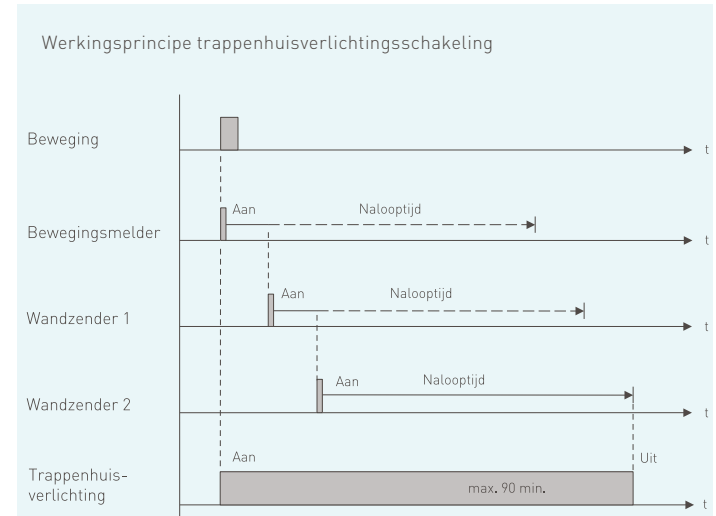 Werkingsprincipe trappenhuisverlichtingsschakeling
Beweging
t
Aan
Nalooptijd
Bewegingsmelder
t
Aan
Nalooptijd
Wandzender 1
t
Aan
Nalooptijd
Wandzender 2
t
Aan
Uit
Trappenhuis-
verlichting
max. 90 min.
t